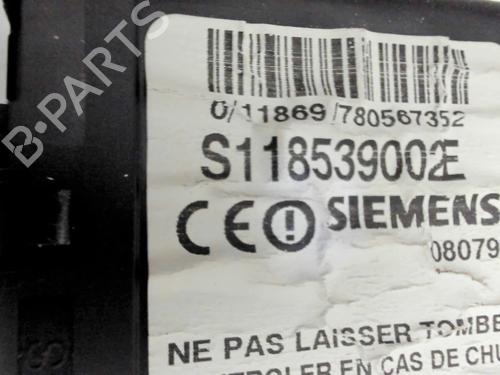 0/11869/780567352
S118539002E
CE SIEMENS
08079
NE PAS LAISSER TOMBE
EN CAS DE CHU
B-PARTS